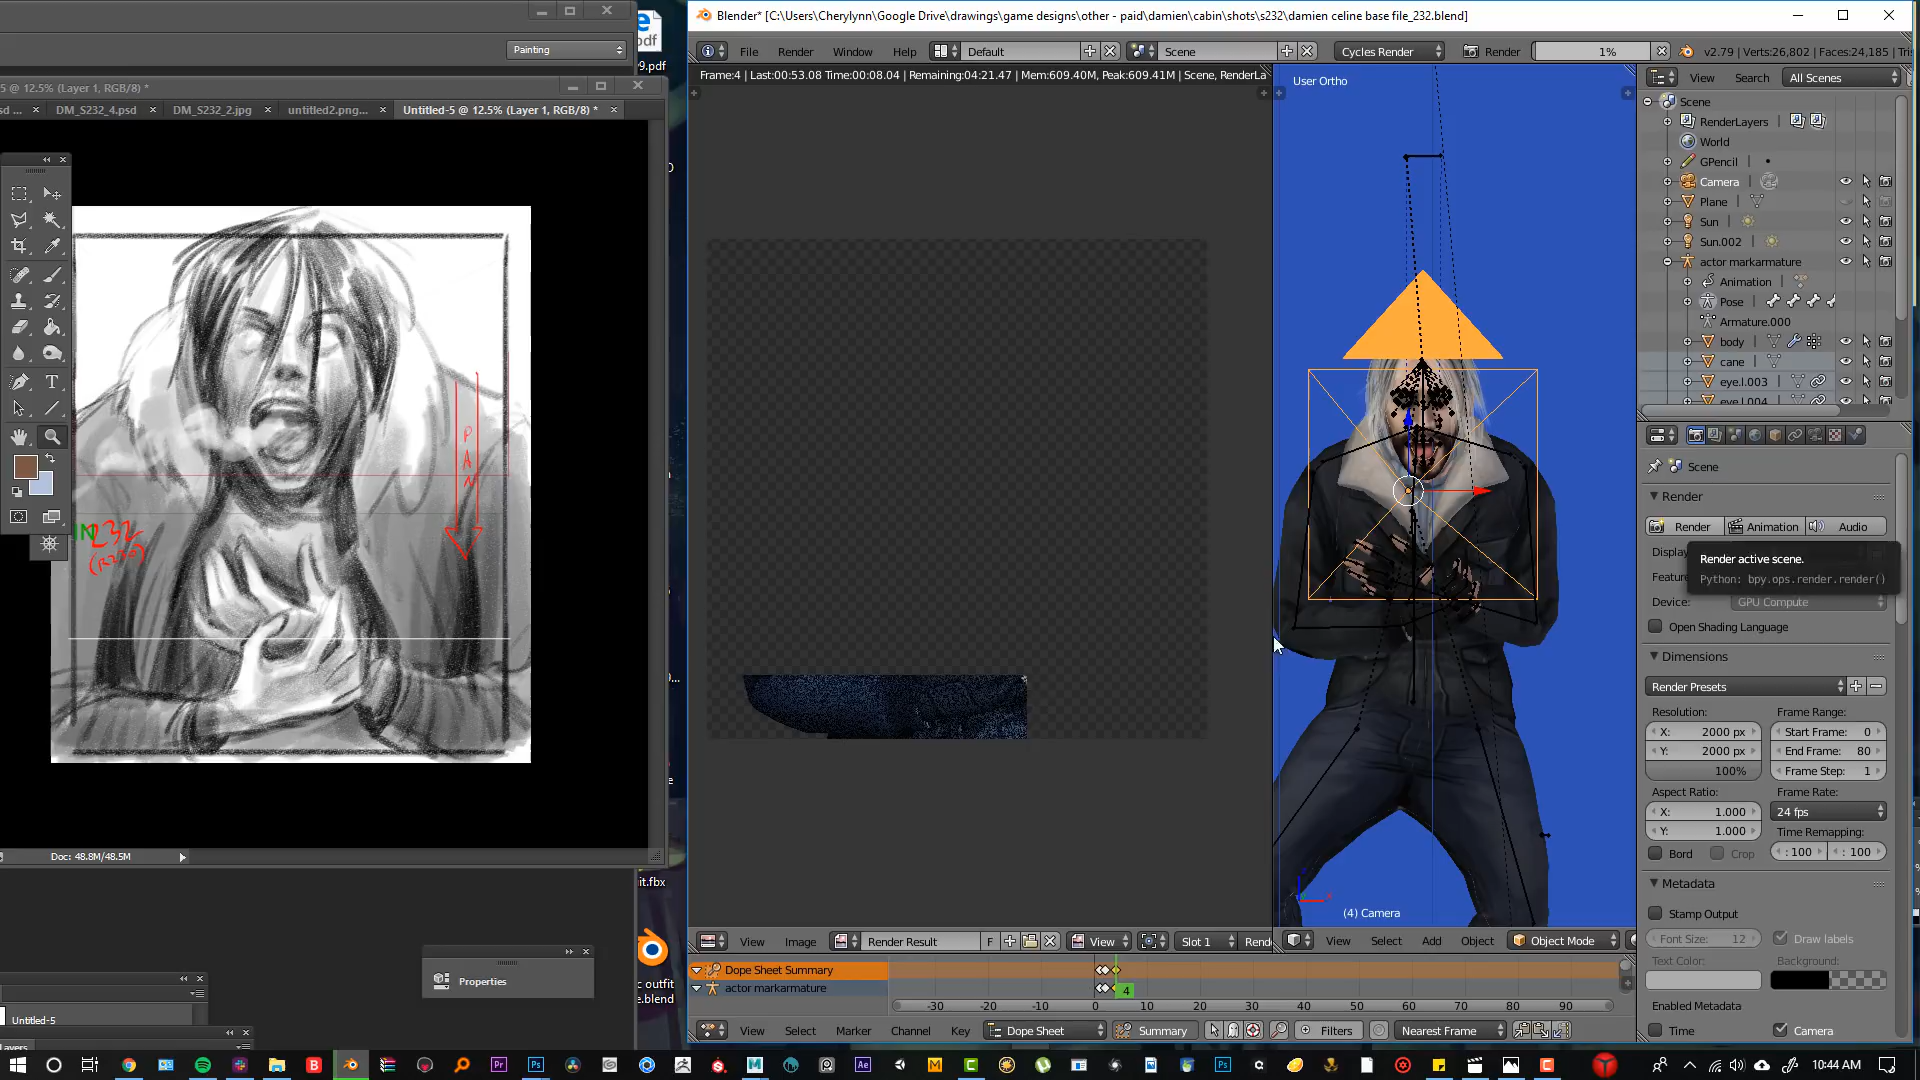 Blender* [C:\Users\Cherylynn\Google Drive\drawings\game designs\other - paid\damien\cabin\shots\s232\damien celine base file_232.blend]
Painting
pdf
9.pdf
File Render Window Help Default Scene Cycles Render Render 1% v2.79 | Verts:26,802 | Faces:24,185 | Tris
Frame:4 | Last:00:53.08 Time:00:08.04 | Remaining:04:21.47 | Mem:609.40M, Peak:609.41M | Scene, RenderLa
User Ortho
View Search All Scenes
5 @ 12.5% (Layer 1, RGB/8) *
sd ... × DM_S232_4.psd × DM_S232_2.jpg × untitled2.png... × Untitled-5 @ 12.5% (Layer 1, RGB/8) * ×
Scene
RenderLayers
World
GPencil
Camera
Plane
Sun
Sun.002
actor markarmature
Animation
Pose
Armature.000
body
cane
eye.l.003
eye.l.004
PAN
IN
232
(R230)
Scene
Render
Render Animation Audio
Displa
Featur
Render active scene.
Python: bpy.ops.render.render()
Device: GPU Compute
Open Shading Language
Dimensions
Render Presets
Resolution: Frame Range:
X: 2000 px Start Frame: 0
Y: 2000 px End Frame: 80
100% Frame Step: 1
Aspect Ratio: Frame Rate:
X: 1.000 24 fps
Y: 1.000 Time Remapping:
Bord Crop : 100 : 100
Metadata
Stamp Output
Font Size: 12 Draw labels
Text Color: Background:
Enabled Metadata
Time Camera
Doc: 48.8M/48.5M
it.fbx
(4) Camera
View Image Render Result F View Slot 1 Rend
View Select Add Object Object Mode
Properties
c outfit
e.blend
Untitled-5
ayers
Dope Sheet Summary
actor markarmature
4
-30 -20 -10 0 10 20 30 40 50 60 70 80 90
View Select Marker Channel Key Dope Sheet Summary Filters Nearest Frame
10:44 AM